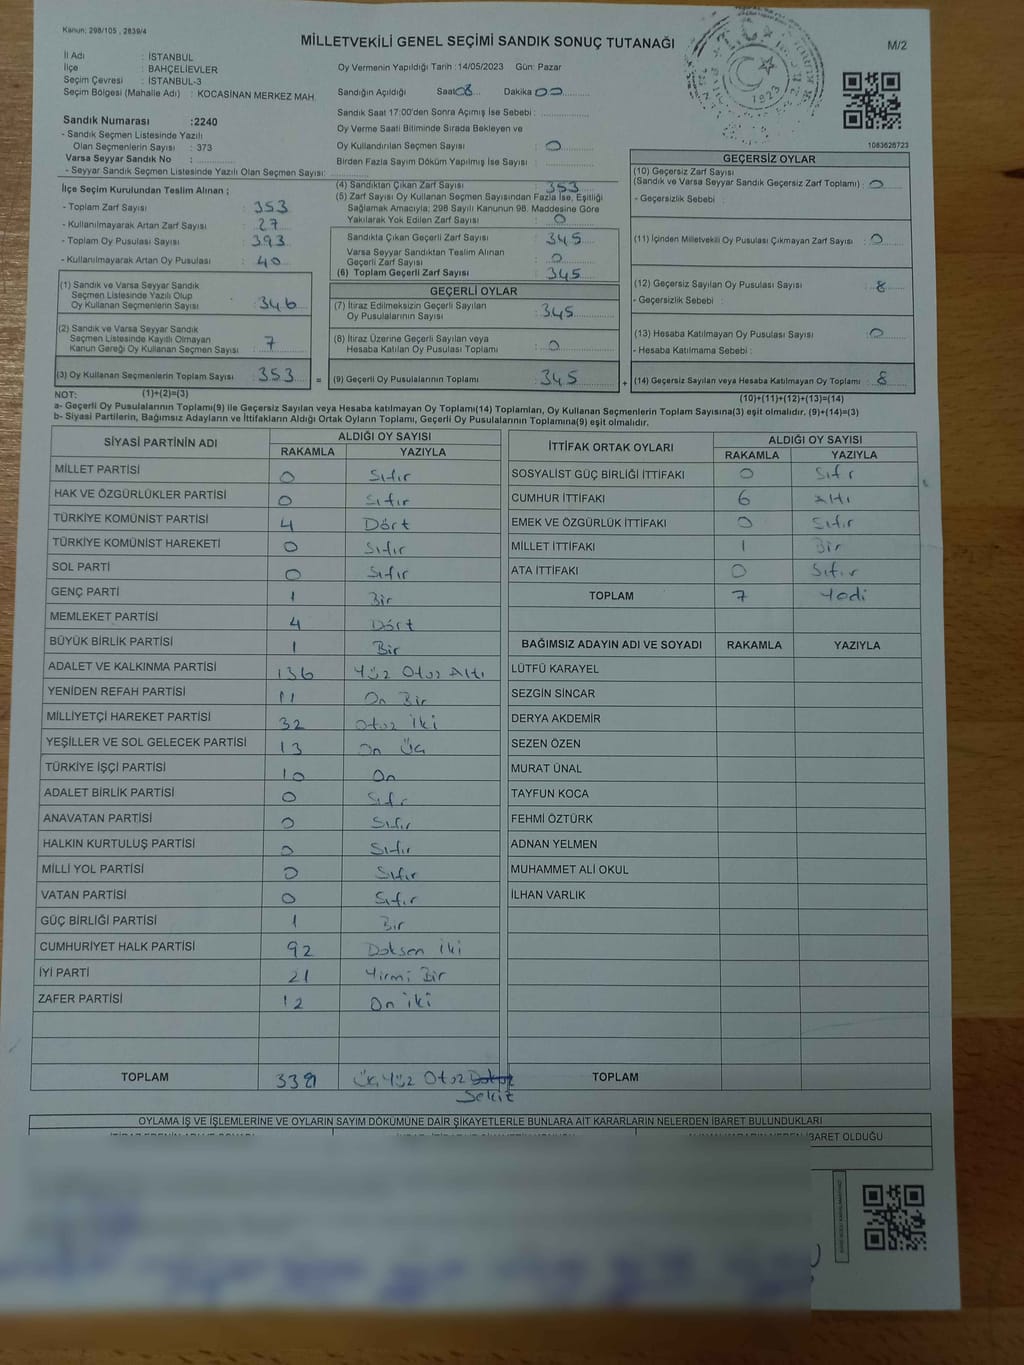 Kanun: 298/105 , 2839/4
MİLLETVEKİLİ GENEL SEÇİMİ SANDIK SONUÇ TUTANAĞI
M/2
İl Adı : İSTANBUL
İlçe : BAHÇELİEVLER
Seçim Çevresi : İSTANBUL-3
Seçim Bölgesi (Mahalle Adı) : KOCASİNAN MERKEZ MAH.
Oy Vermenin Yapıldığı Tarih :14/05/2023 Gün: Pazar
Sandığın Açıldığı Saat 08 Dakika 00
Sandık Saat 17:00'den Sonra Açımış İse Sebebi :
Oy Verme Saati Bitiminde Sırada Bekleyen ve
Oy Kullandırılan Seçmen Sayısı : 0
Birden Fazla Sayım Döküm Yapılmış İse Sayısı :
Sandık Numarası :2240
- Sandık Seçmen Listesinde Yazılı
Olan Seçmenlerin Sayısı : 373
Varsa Seyyar Sandık No :
- Seyyar Sandık Seçmen Listesinde Yazılı Olan Seçmen Sayısı:
1083626723
İlçe Seçim Kurulundan Teslim Alınan ;
- Toplam Zarf Sayısı : 353
- Kullanılmayarak Artan Zarf Sayısı : 27
- Toplam Oy Pusulası Sayısı : 393
- Kullanılmayarak Artan Oy Pusulası : 40
(1) Sandık ve Varsa Seyyar Sandık
Seçmen Listesinde Yazılı Olup
Oy Kullanan Seçmenlerin Sayısı : 346
(2) Sandık ve Varsa Seyyar Sandık
Seçmen Listesinde Kayıtlı Olmayan
Kanun Gereği Oy Kullanan Seçmen Sayısı : 7
(3) Oy Kullanan Seçmenlerin Toplam Sayısı : 353 =
(4) Sandıktan Çıkan Zarf Sayısı : 353
(5) Zarf Sayısı Oy Kullanan Seçmen Sayısından Fazla İse, Eşitliği
Sağlamak Amacıyla; 298 Sayılı Kanunun 98. Maddesine Göre
Yakılarak Yok Edilen Zarf Sayısı : 0
Sandıkta Çıkan Geçerli Zarf Sayısı : 345
Varsa Seyyar Sandıktan Teslim Alınan
Geçerli Zarf Sayısı : 0
(6) Toplam Geçerli Zarf Sayısı : 345
GEÇERLİ OYLAR
(7) İtiraz Edilmeksizin Geçerli Sayılan
Oy Pusulalarının Sayısı : 345
(8) İtiraz Üzerine Geçerli Sayılan veya
Hesaba Katılan Oy Pusulası Toplamı : 0
(9) Geçerli Oy Pusulalarının Toplamı : 345 +
GEÇERSİZ OYLAR
(10) Geçersiz Zarf Sayısı
(Sandık ve Varsa Seyyar Sandık Geçersiz Zarf Toplamı) : 0
- Geçersizlik Sebebi :
(11) İçinden Milletvekili Oy Pusulası Çıkmayan Zarf Sayısı : 0
(12) Geçersiz Sayılan Oy Pusulası Sayısı : 8
- Geçersizlik Sebebi :
(13) Hesaba Katılmayan Oy Pusulası Sayısı : 0
- Hesaba Katılmama Sebebi :
(14) Geçersiz Sayılan veya Hesaba Katılmayan Oy Toplamı : 8
NOT: (1)+(2)=(3) (10)+(11)+(12)+(13)=(14)
a- Geçerli Oy Pusulalarının Toplamı(9) ile Geçersiz Sayılan veya Hesaba katılmayan Oy Toplamı(14) Toplamları, Oy Kullanan Seçmenlerin Toplam Sayısına(3) eşit olmalıdır. (9)+(14)=(3)
b- Siyasi Partilerin, Bağımsız Adayların ve İttifakların Aldığı Ortak Oyların Toplamı, Geçerli Oy Pusulalarının Toplamına(9) eşit olmalıdır.
SİYASİ PARTİNİN ADI ALDIĞI OY SAYISI
RAKAMLA YAZIYLA
MİLLET PARTİSİ 0 Sıfır
HAK VE ÖZGÜRLÜKLER PARTİSİ 0 Sıfır
TÜRKİYE KOMÜNİST PARTİSİ 4 Dört
TÜRKİYE KOMÜNİST HAREKETİ 0 Sıfır
SOL PARTİ 0 Sıfır
GENÇ PARTİ 1 Bir
MEMLEKET PARTİSİ 4 Dört
BÜYÜK BİRLİK PARTİSİ 1 Bir
ADALET VE KALKINMA PARTİSİ 136 Yüz Otuz Altı
YENİDEN REFAH PARTİSİ 11 On Bir
MİLLİYETÇİ HAREKET PARTİSİ 32 Otuz İki
YEŞİLLER VE SOL GELECEK PARTİSİ 13 On Üç
TÜRKİYE İŞÇİ PARTİSİ 10 On
ADALET BİRLİK PARTİSİ 0 Sıfır
ANAVATAN PARTİSİ 0 Sıfır
HALKIN KURTULUŞ PARTİSİ 0 Sıfır
MİLLİ YOL PARTİSİ 0 Sıfır
VATAN PARTİSİ 0 Sıfır
GÜÇ BİRLİĞİ PARTİSİ 1 Bir
CUMHURİYET HALK PARTİSİ 92 Doksan iki
İYİ PARTİ 21 Yirmi Bir
ZAFER PARTİSİ 12 On iki
TOPLAM 338 Üç Yüz Otuz Dokuz
Sekiz
İTTİFAK ORTAK OYLARI ALDIĞI OY SAYISI
RAKAMLA YAZIYLA
SOSYALİST GÜÇ BİRLİĞİ İTTİFAKI 0 Sıfır
CUMHUR İTTİFAKI 6 Altı
EMEK VE ÖZGÜRLÜK İTTİFAKI 0 Sıfır
MİLLET İTTİFAKI 1 Bir
ATA İTTİFAKI 0 Sıfır
TOPLAM 7 Yedi
BAĞIMSIZ ADAYIN ADI VE SOYADI RAKAMLA YAZIYLA
LÜTFÜ KARAYEL
SEZGİN SİNCAR
DERYA AKDEMİR
SEZEN ÖZEN
MURAT ÜNAL
TAYFUN KOCA
FEHMİ ÖZTÜRK
ADNAN YELMEN
MUHAMMET ALİ OKUL
İLHAN VARLIK
TOPLAM
OYLAMA İŞ VE İŞLEMLERİNE VE OYLARIN SAYIM DÖKÜMÜNE DAİR ŞİKAYETLERLE BUNLARA AİT KARARLARIN NELERDEN İBARET BULUNDUKLARI
İBARET OLDUĞU